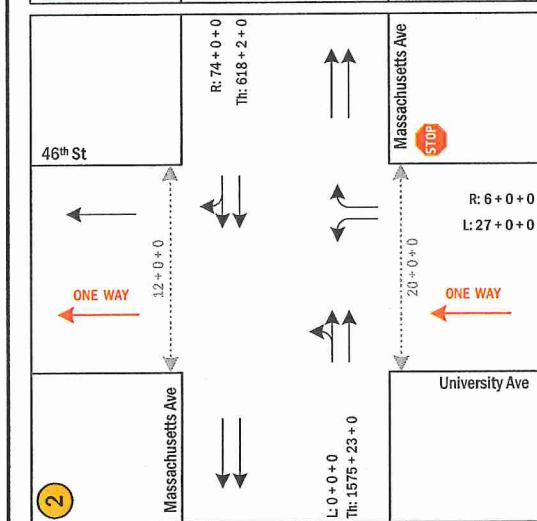 R: 74 + 0 + 0
Th: 618 + 2 + 0
Massachusetts Ave
STOP
46th St
12 + 0 + 0
R: 6 + 0 + 0
L: 27 + 0 + 0
ONE WAY
20 + 0 + 0
ONE WAY
University Ave
Massachusetts Ave
L: 0 + 0 + 0
Th: 1575 + 23 + 0
2